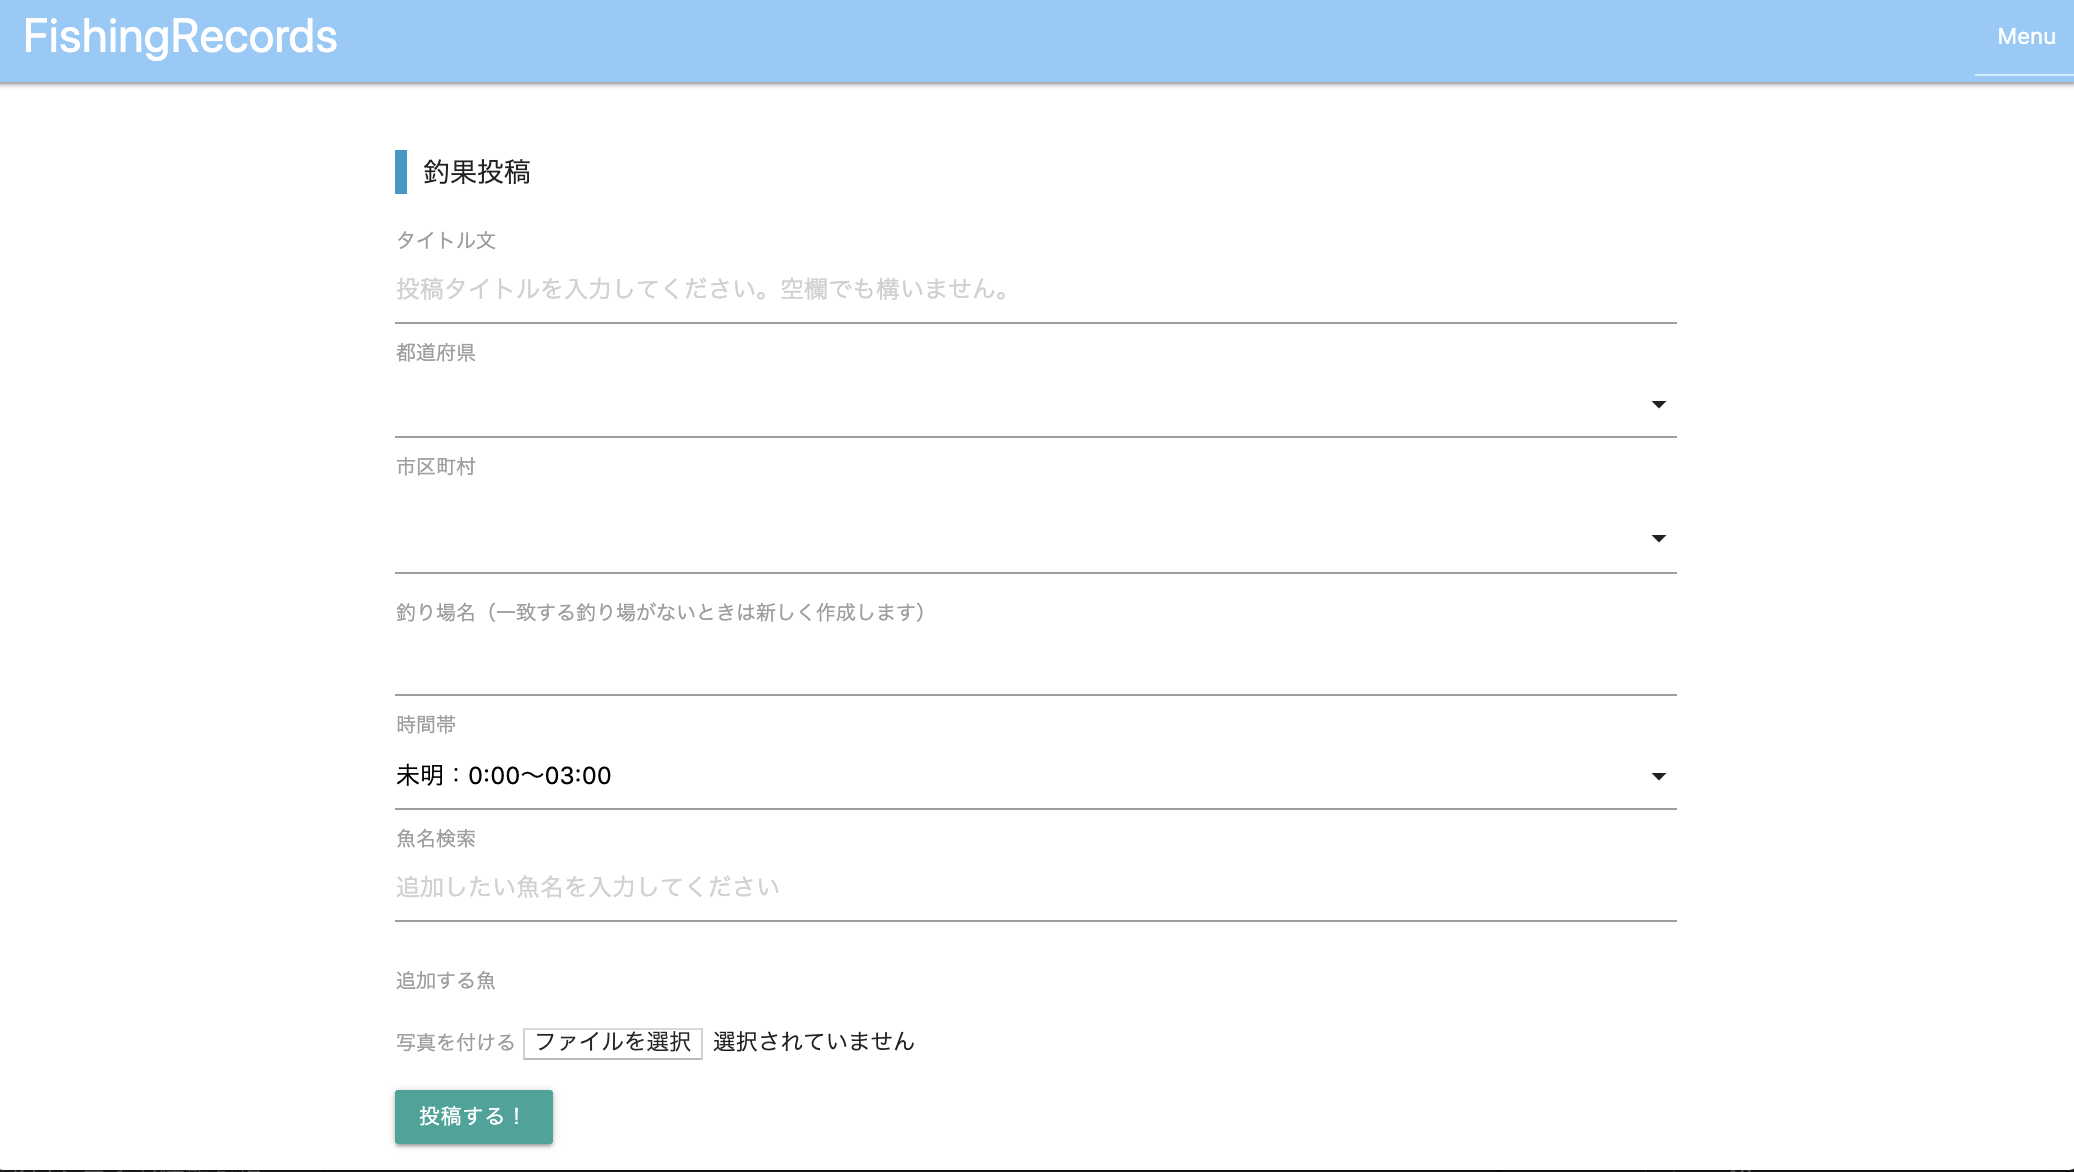 FishingRecords
Menu
釣果投稿
タイトル文
投稿タイトルを入力してください。空欄でも構いません。
都道府県
市区町村
釣り場名（一致する釣り場がないときは新しく作成します）
時間帯
未明：0:00〜03:00
魚名検索
追加したい魚名を入力してください
追加する魚
写真を付ける ファイルを選択 選択されていません
投稿する！